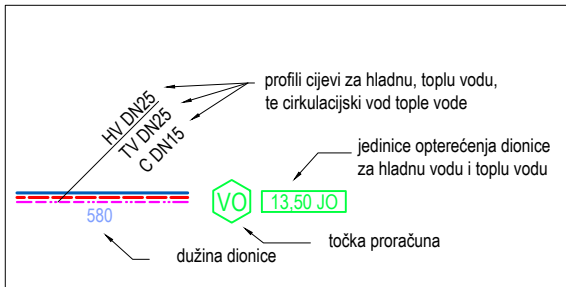 HV DN25
TV DN25
C DN15
profili cijevi za hladnu, toplu vodu,
te cirkulacijski vod tople vode
jedinice opterećenja dionice
za hladnu vodu i toplu vodu
VO
13,50 JO
580
točka proračuna
dužina dionice